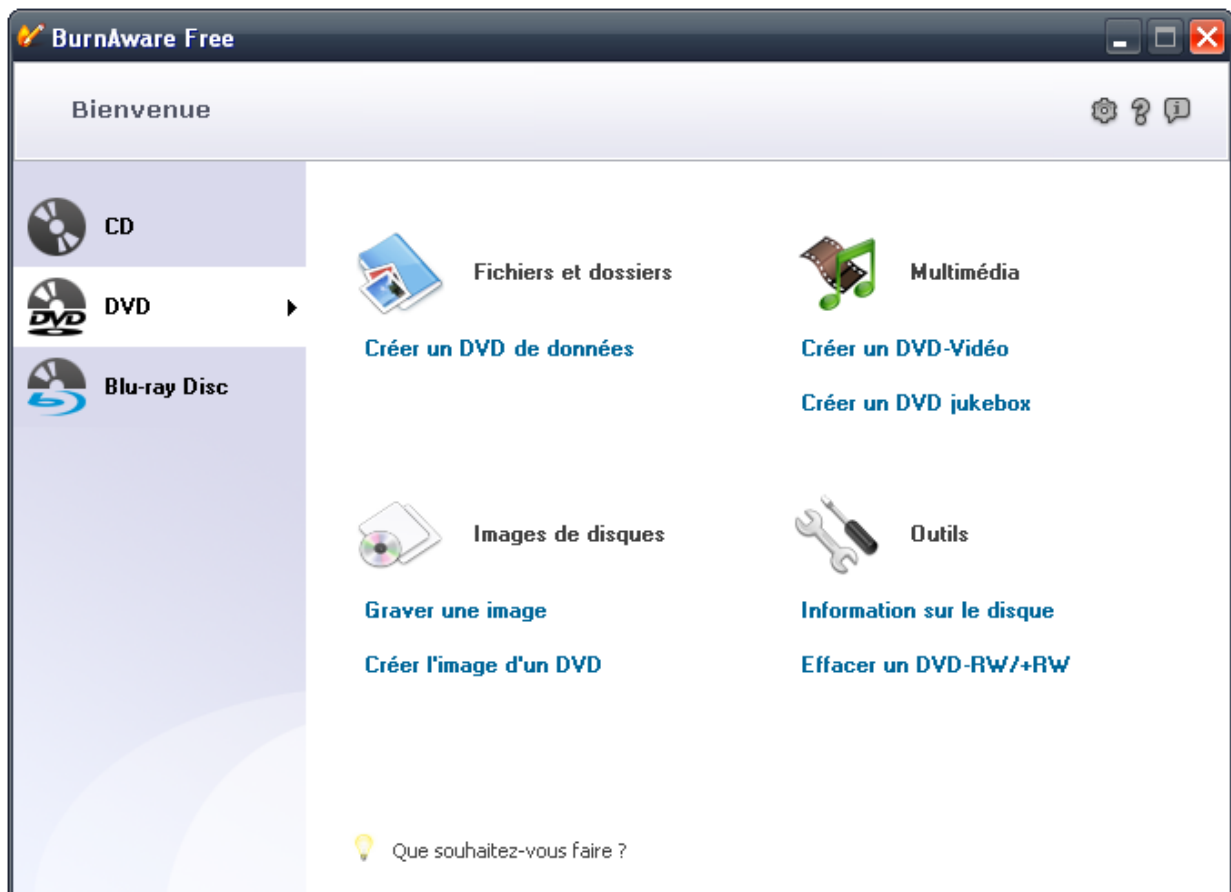 BurnAware Free
Bienvenue
CD
DVD
Blu-ray Disc
Fichiers et dossiers
Créer un DVD de données
Multimédia
Créer un DVD-Vidéo
Créer un DVD jukebox
Images de disques
Graver une image
Créer l'image d'un DVD
Outils
Information sur le disque
Effacer un DVD-RW/+RW
Que souhaitez-vous faire ?